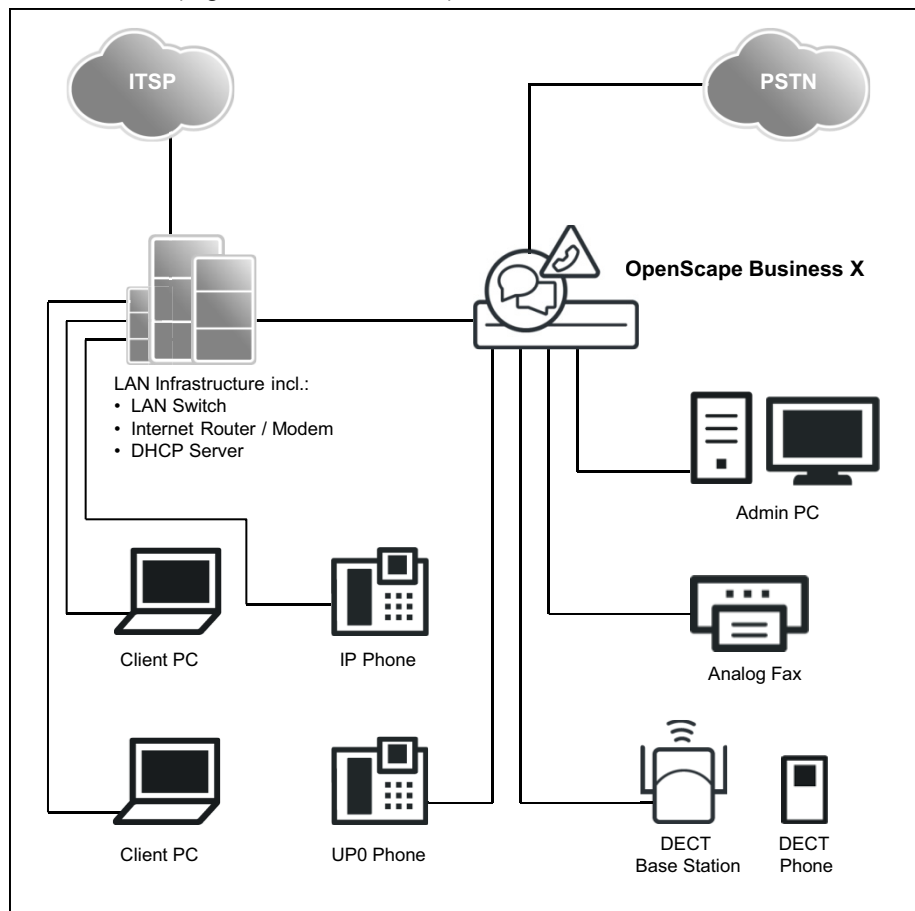 ITSP
PSTN
OpenScape Business X
LAN Infrastructure incl.:
• LAN Switch
• Internet Router / Modem
• DHCP Server
Admin PC
Client PC
IP Phone
Analog Fax
Client PC
UP0 Phone
DECT
Base Station
DECT
Phone